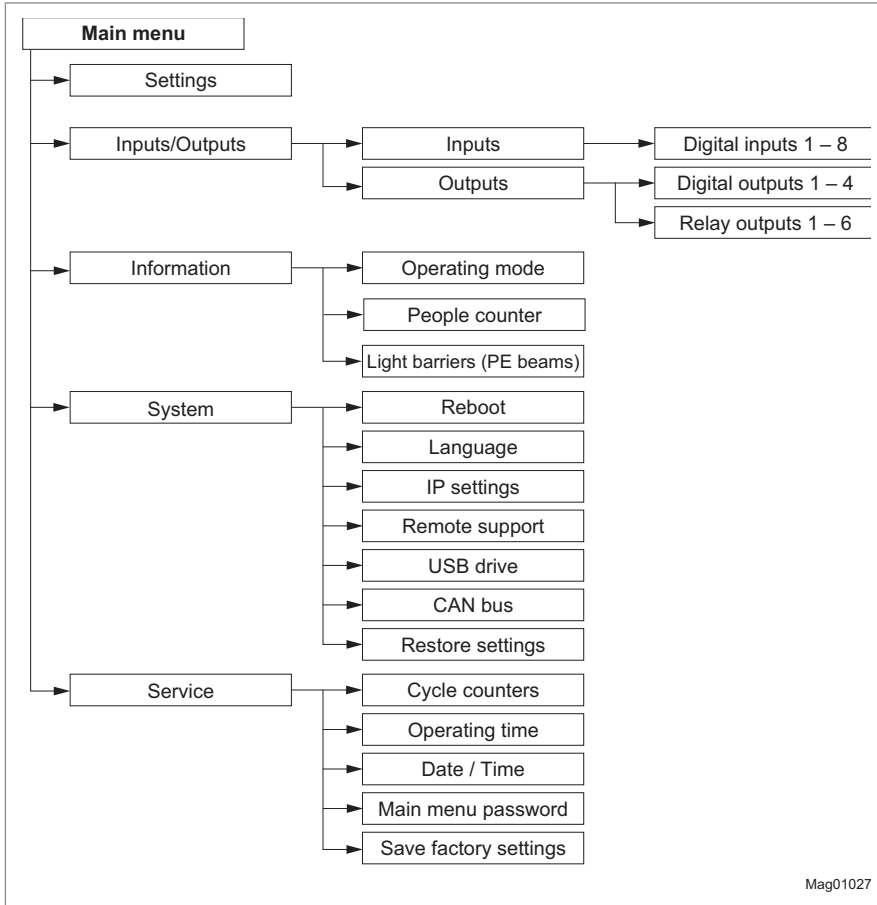 Main menu
Settings
Inputs/Outputs
Inputs
Digital inputs 1 – 8
Outputs
Digital outputs 1 – 4
Relay outputs 1 – 6
Information
Operating mode
People counter
Light barriers (PE beams)
System
Reboot
Language
IP settings
Remote support
USB drive
CAN bus
Restore settings
Service
Cycle counters
Operating time
Date / Time
Main menu password
Save factory settings
Mag01027